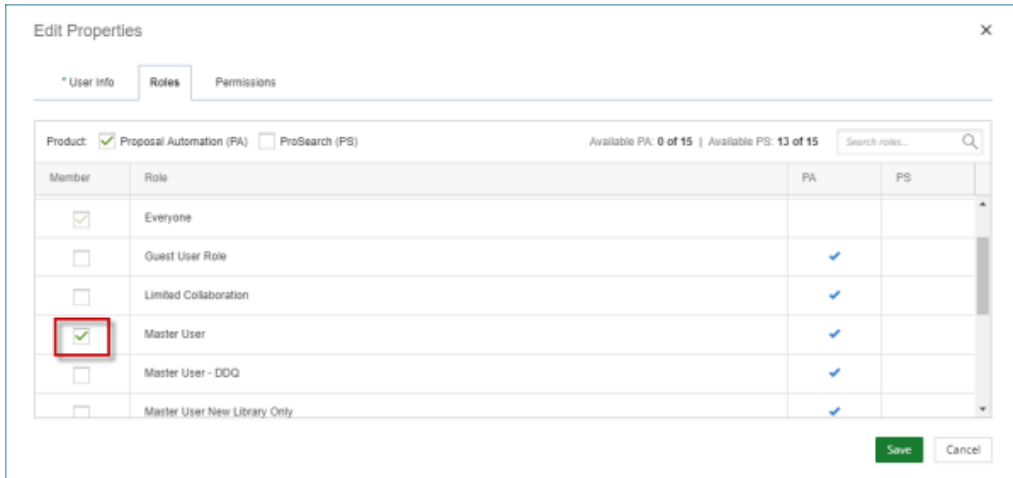 Edit Properties
* User Info Roles Permissions
Product: Proposal Automation (PA) ProSearch (PS) Available PA: 0 of 15 | Available PS: 13 of 15 Search roles...
Member Role PA PS
Everyone
Guest User Role
Limited Collaboration
Master User
Master User - DDQ
Master User New Library Only
Save Cancel